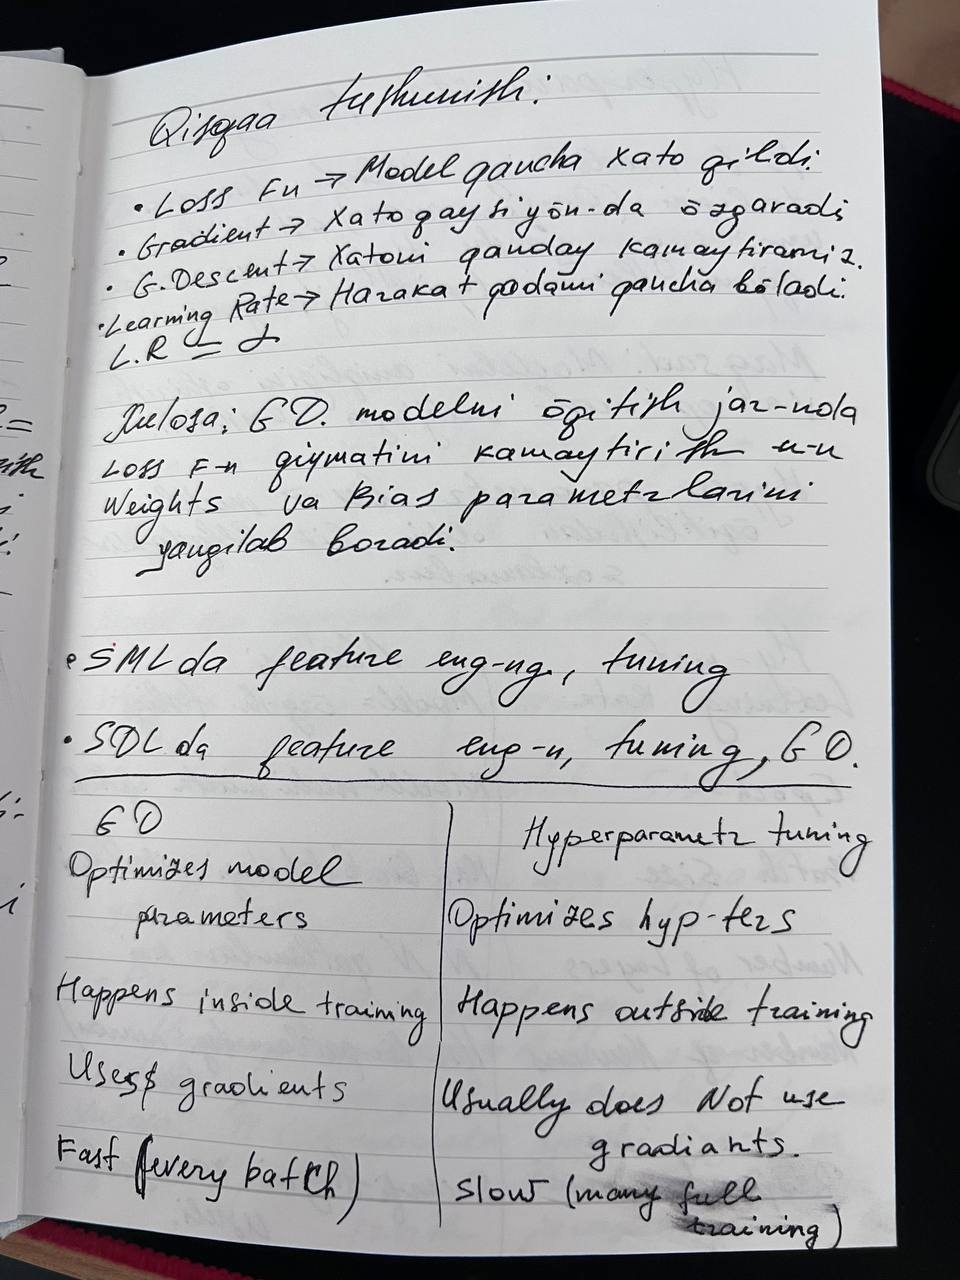 Qisqaa tushunish.
• Loss Fn → Model qancha xato qildi.
• Gradient → Xato qaysi yōn-da ōzgaradi
• G.Descent → Xatoni qanday kamaytiramiz.
• Learning Rate → Harakat qadami qancha bōladi.
L.R = α
Xulosa: GD. modelni ōqitish jar-nda
Loss F-n qiymatini kamaytirish u-n
Weights va Bias parametrlarini
yangilab boradi.
• SML da feature eng-ng, tuning
• SDL da feature eng-n, tuning, GD.
GD
Optimizes model
parameters
Happens inside training
Uses gradients
Fast (every batch)
Hyperparametr tuning
Optimizes hyp-ters
Happens outside training
Usually does Not use
gradiants.
Slow (many full
training)